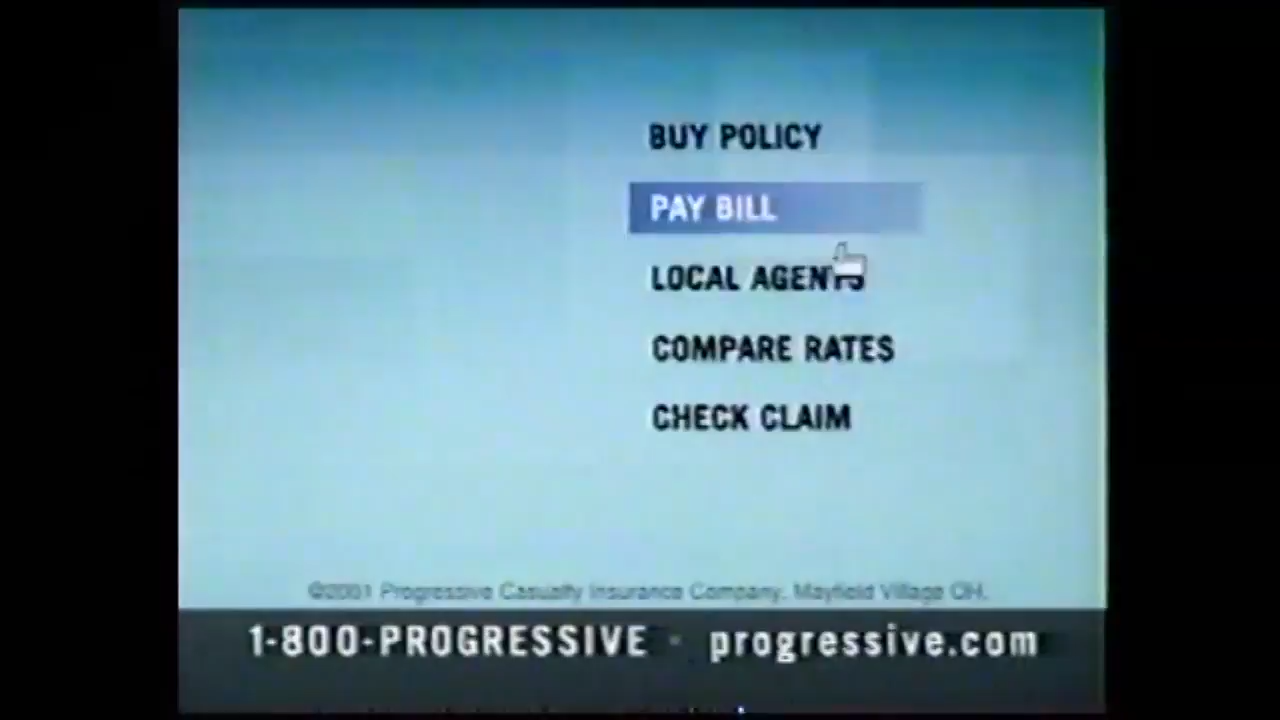 BUY POLICY
PAY BILL
LOCAL AGENTS
COMPARE RATES
CHECK CLAIM
©2001 Progressive Casualty Insurance Company, Mayfield Village OH.
1-800-PROGRESSIVE • progressive.com